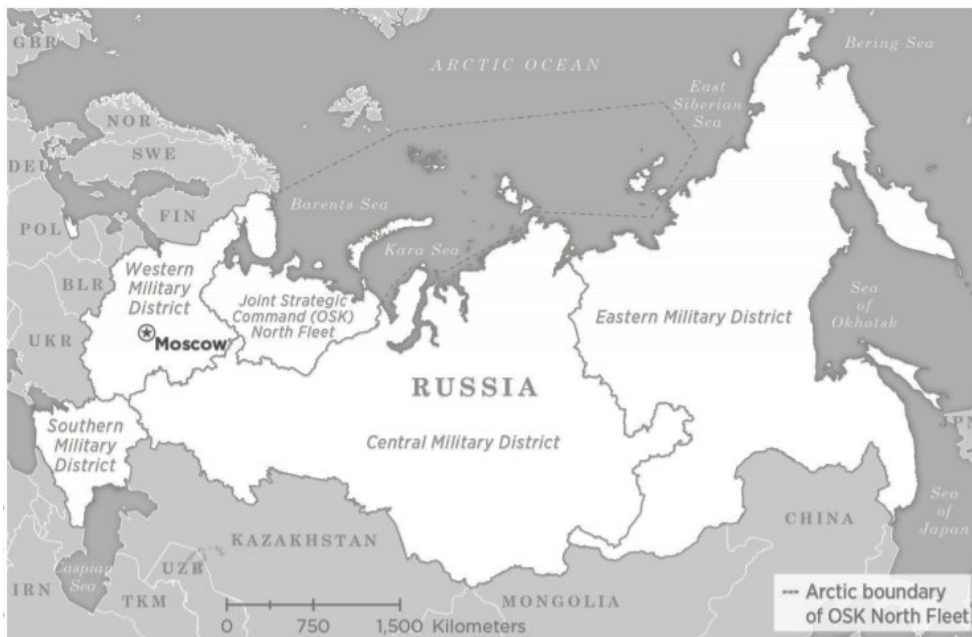 GBR
ARCTIC OCEAN
Bering Sea
East
Siberian
Sea
NOR
SWE
DEU
FIN
Barents Sea
POL
Kara Sea
BLR
Western
Military
District
Joint Strategic
Command (OSK)
North Fleet
Sea
of
Okhatsk
Eastern Military District
UKR
Moscow
RUSSIA
Southern
Military
District
Central Military District
JPN
Sea
of
Japan
CHINA
KAZAKHSTAN
Caspian
Sea
UZB
IRN
TKM
MONGOLIA
0 750 1,500 Kilometers
Arctic boundary
of OSK North Fleet